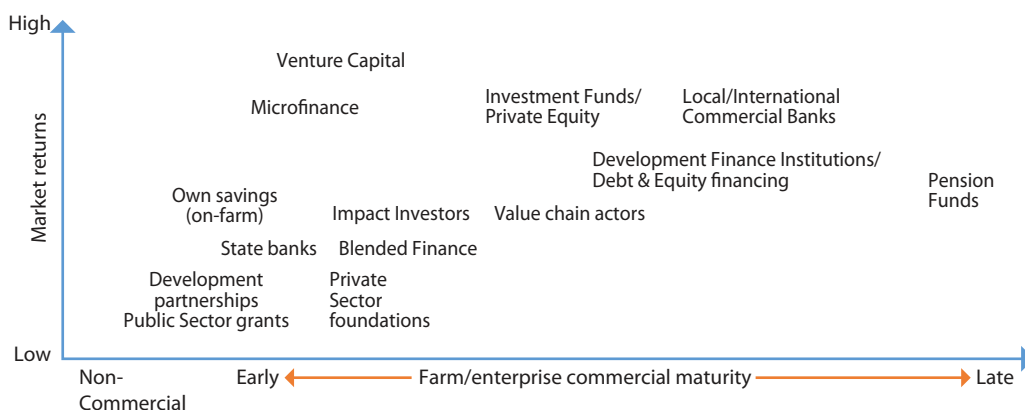 High
Venture Capital
Microfinance
Investment Funds/
Private Equity
Local/International
Commercial Banks
Development Finance Institutions/
Debt & Equity financing
Pension
Funds
Own savings
(on-farm)
Impact Investors
Value chain actors
State banks
Blended Finance
Development
partnerships
Public Sector grants
Private
Sector
foundations
Market returns
Low
Non-
Commercial
Early
Farm/enterprise commercial maturity
Late